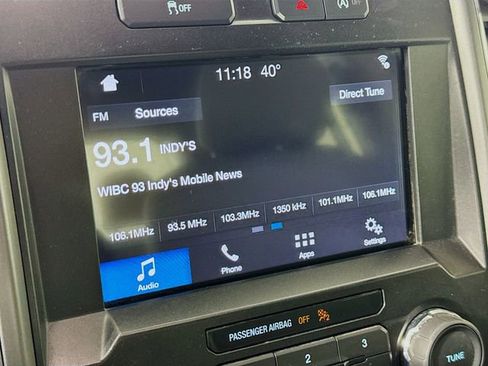 OFF
OFF
11:18 40°
FM Sources Direct Tune
93.1 INDY'S
WIBC 93 Indy's Mobile News
106.1MHz 93.5 MHz 103.3MHz 1350 kHz 101.1MHz 106.1MHz
Audio Phone Apps Settings
PASSENGER AIRBAG OFF
2 3
TUNE